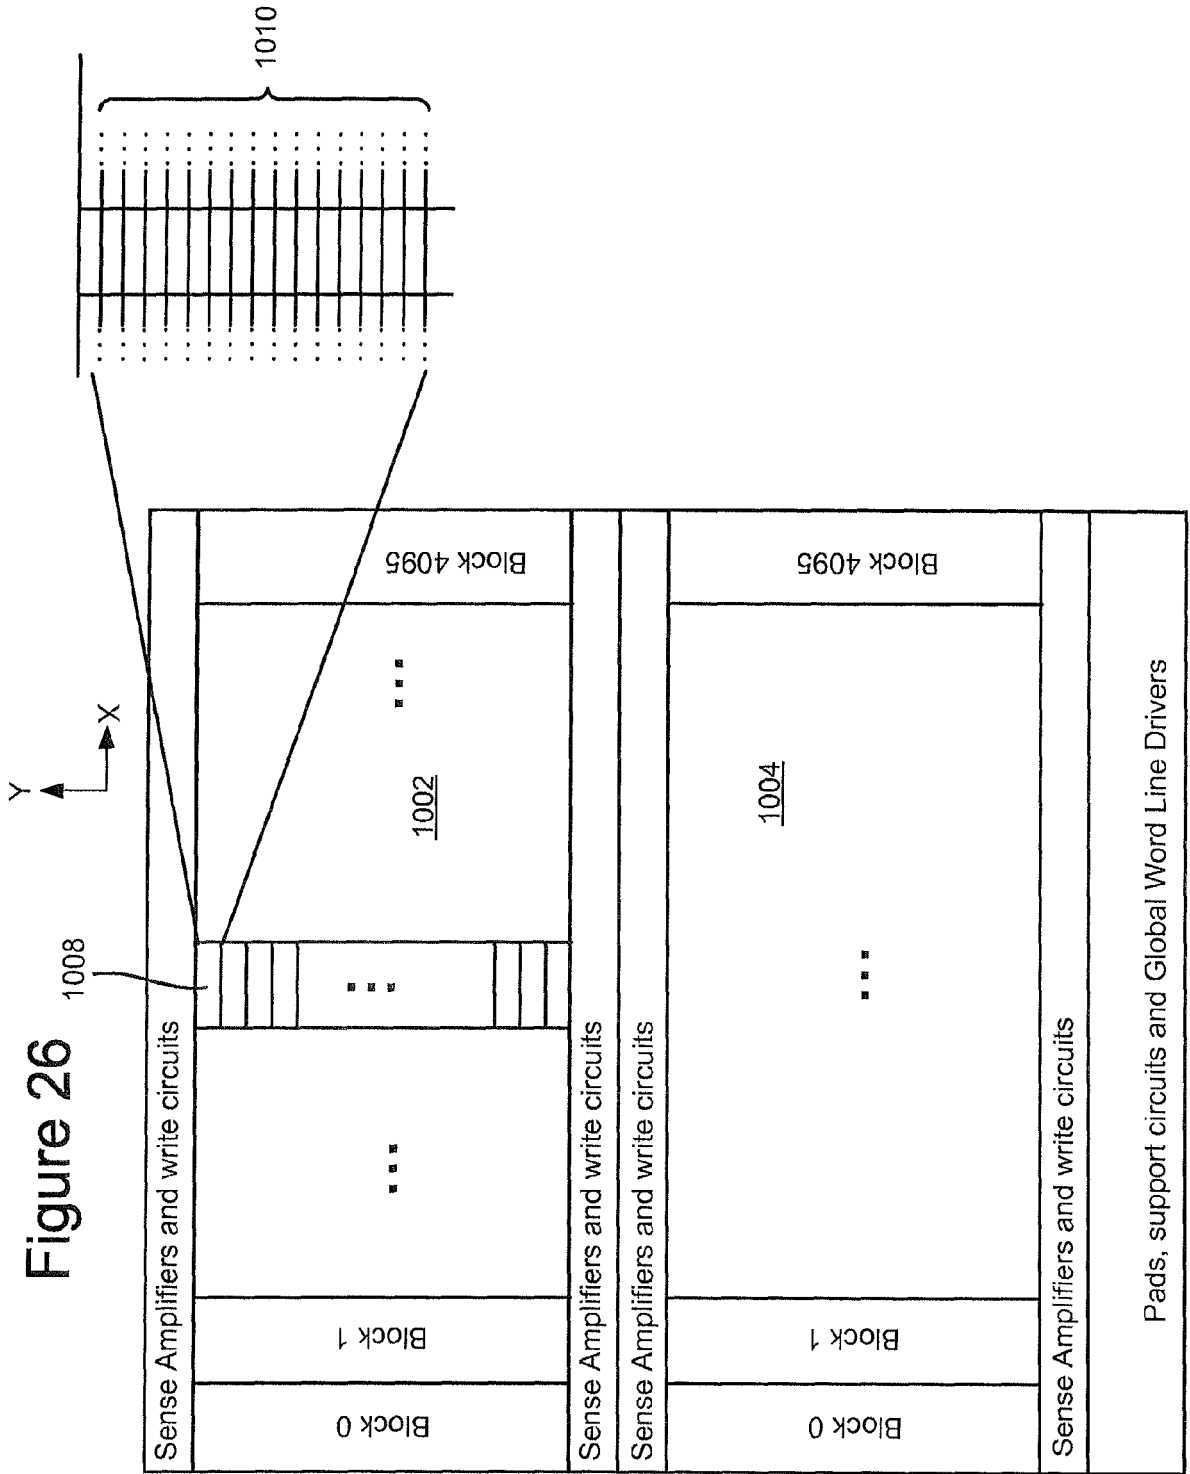 Figure 26
Y
X
1008
1010
Sense Amplifiers and write circuits
Block 0
Block 1
1002
Block 4095
Sense Amplifiers and write circuits
Sense Amplifiers and write circuits
Block 0
Block 1
1004
Block 4095
Sense Amplifiers and write circuits
Pads, support circuits and Global Word Line Drivers